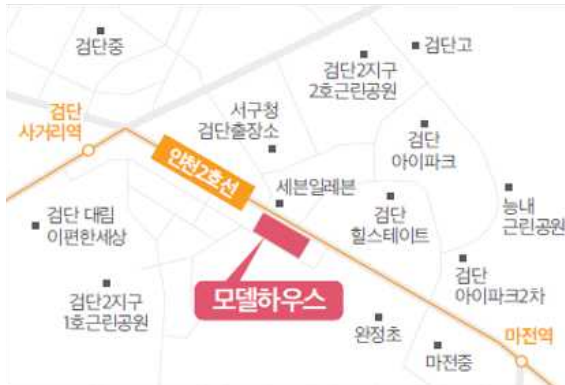 검단중
검단고
검단2지구
2호근린공원
검단
사거리역
서구청
검단출장소
검단
아이파크
인천2호선
세븐일레븐
능내
근린공원
검단 대림
이편한세상
검단
힐스테이트
검단
아이파크2차
검단2지구
1호근린공원
모델하우스
완정초
마전역
마전중